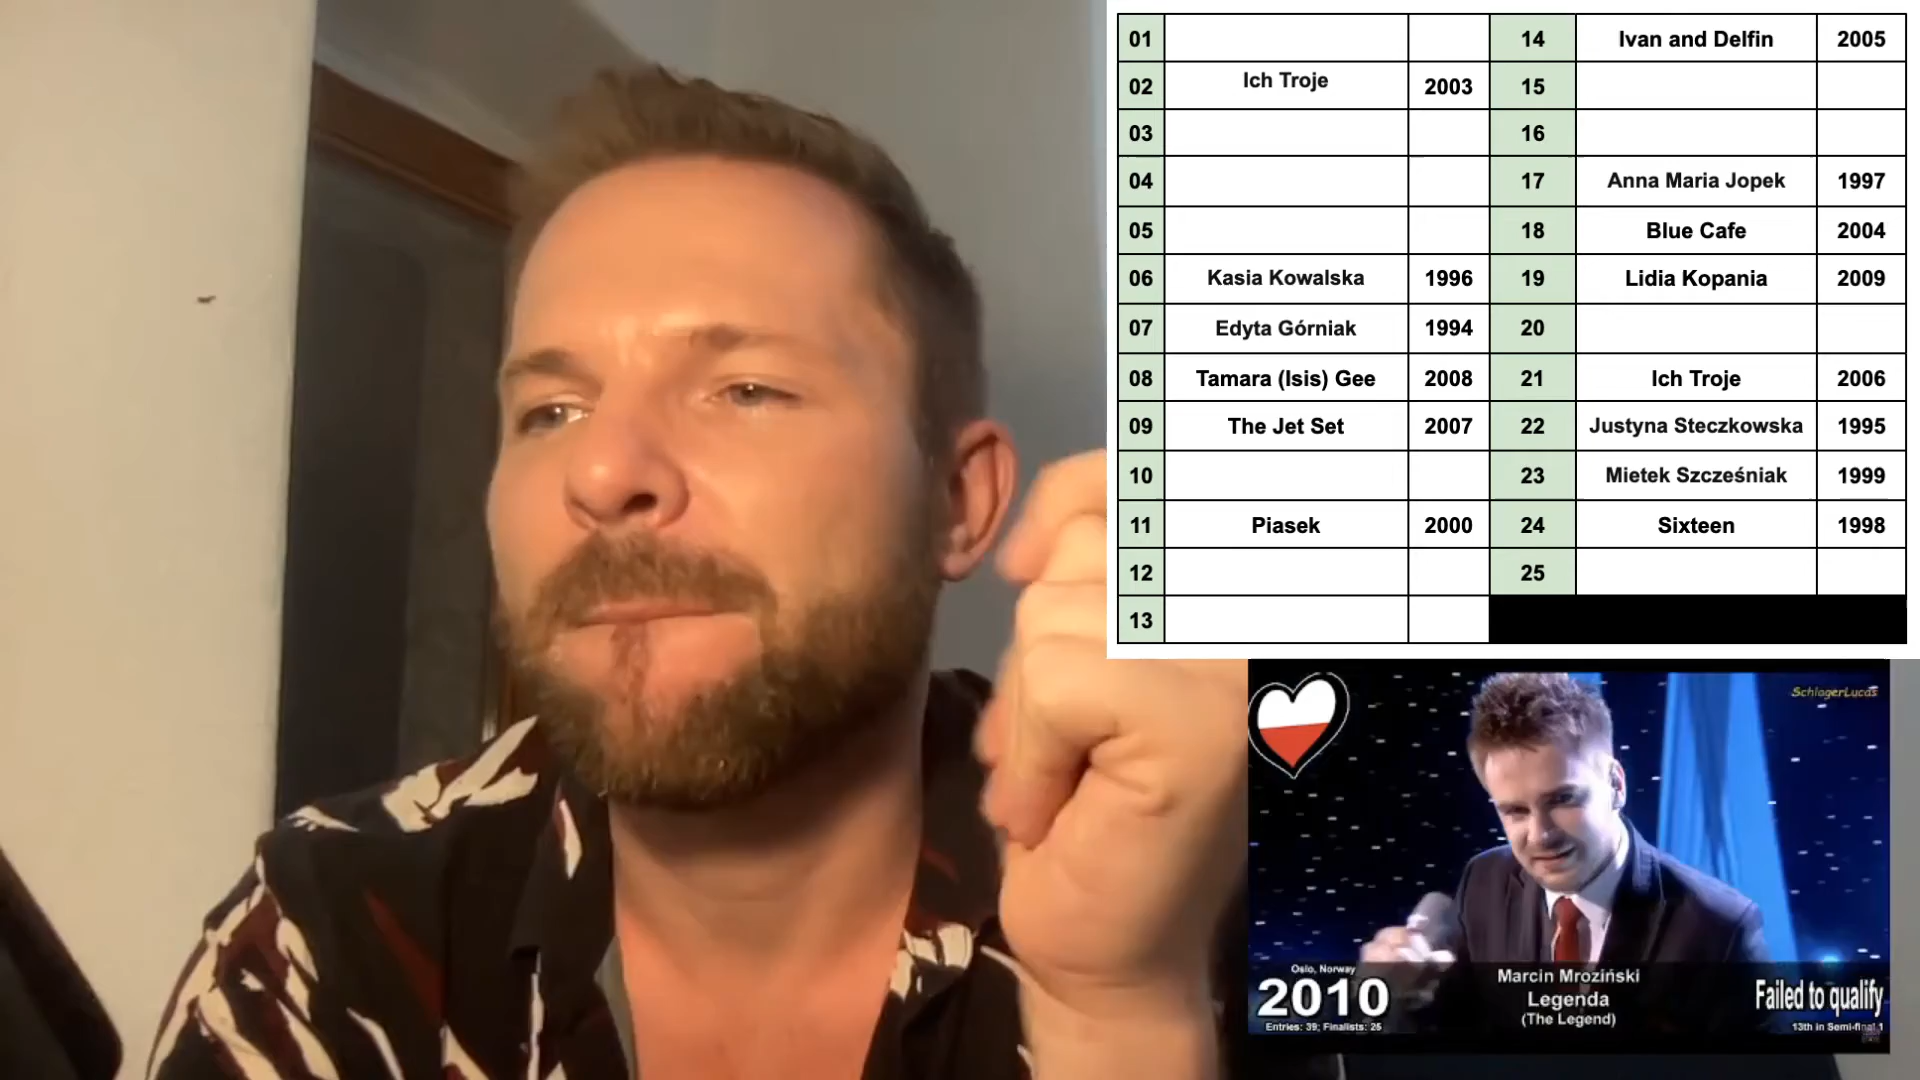 01
02 Ich Troje 2003
03
04
05
06 Kasia Kowalska 1996
07 Edyta Górniak 1994
08 Tamara (Isis) Gee 2008
09 The Jet Set 2007
10
11 Piasek 2000
12
13
14 Ivan and Delfin 2005
15
16
17 Anna Maria Jopek 1997
18 Blue Cafe 2004
19 Lidia Kopania 2009
20
21 Ich Troje 2006
22 Justyna Steczkowska 1995
23 Mietek Szcześniak 1999
24 Sixteen 1998
25
SchlagerLucas
Oslo, Norway
2010
Entries: 39; Finalists: 25
Marcin Mroziński
Legenda
(The Legend)
Failed to qualify
13th in Semi-final 1